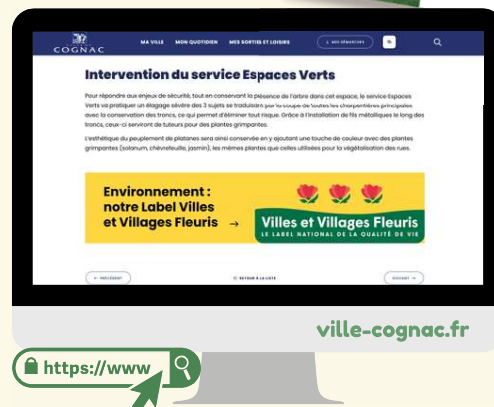 COGNAC
MA VILLE MON QUOTIDIEN MES SORTIES ET LOISIRS MES DÉMARCHES
Intervention du service Espaces Verts
Pour répondre aux enjeux de sécurité, tout en conservant la présence de l'arbre dans cet espace, le service Espaces
Verts va pratiquer un élagage sévère des 3 sujets se traduisant par la coupe de toutes les charpentières principales
avec la conservation des troncs, ce qui permet d'éliminer tout risque. Grâce à l'installation de fils métalliques le long des
troncs, ceux-ci serviront de tuteurs pour des plantes grimpantes.
L'esthétique du peuplement de platanes sera ainsi conservée en y ajoutant une touche de couleur avec des plantes
grimpantes (solanum, chèvrefeuille, jasmin), les mêmes plantes que celles utilisées pour la végétalisation des rues.
Environnement :
notre Label Villes
et Villages Fleuris →
Villes et Villages Fleuris
LE LABEL NATIONAL DE LA QUALITÉ DE VIE
← PRÉCÉDENT RETOUR À LA LISTE SUIVANT →
ville-cognac.fr
https://www